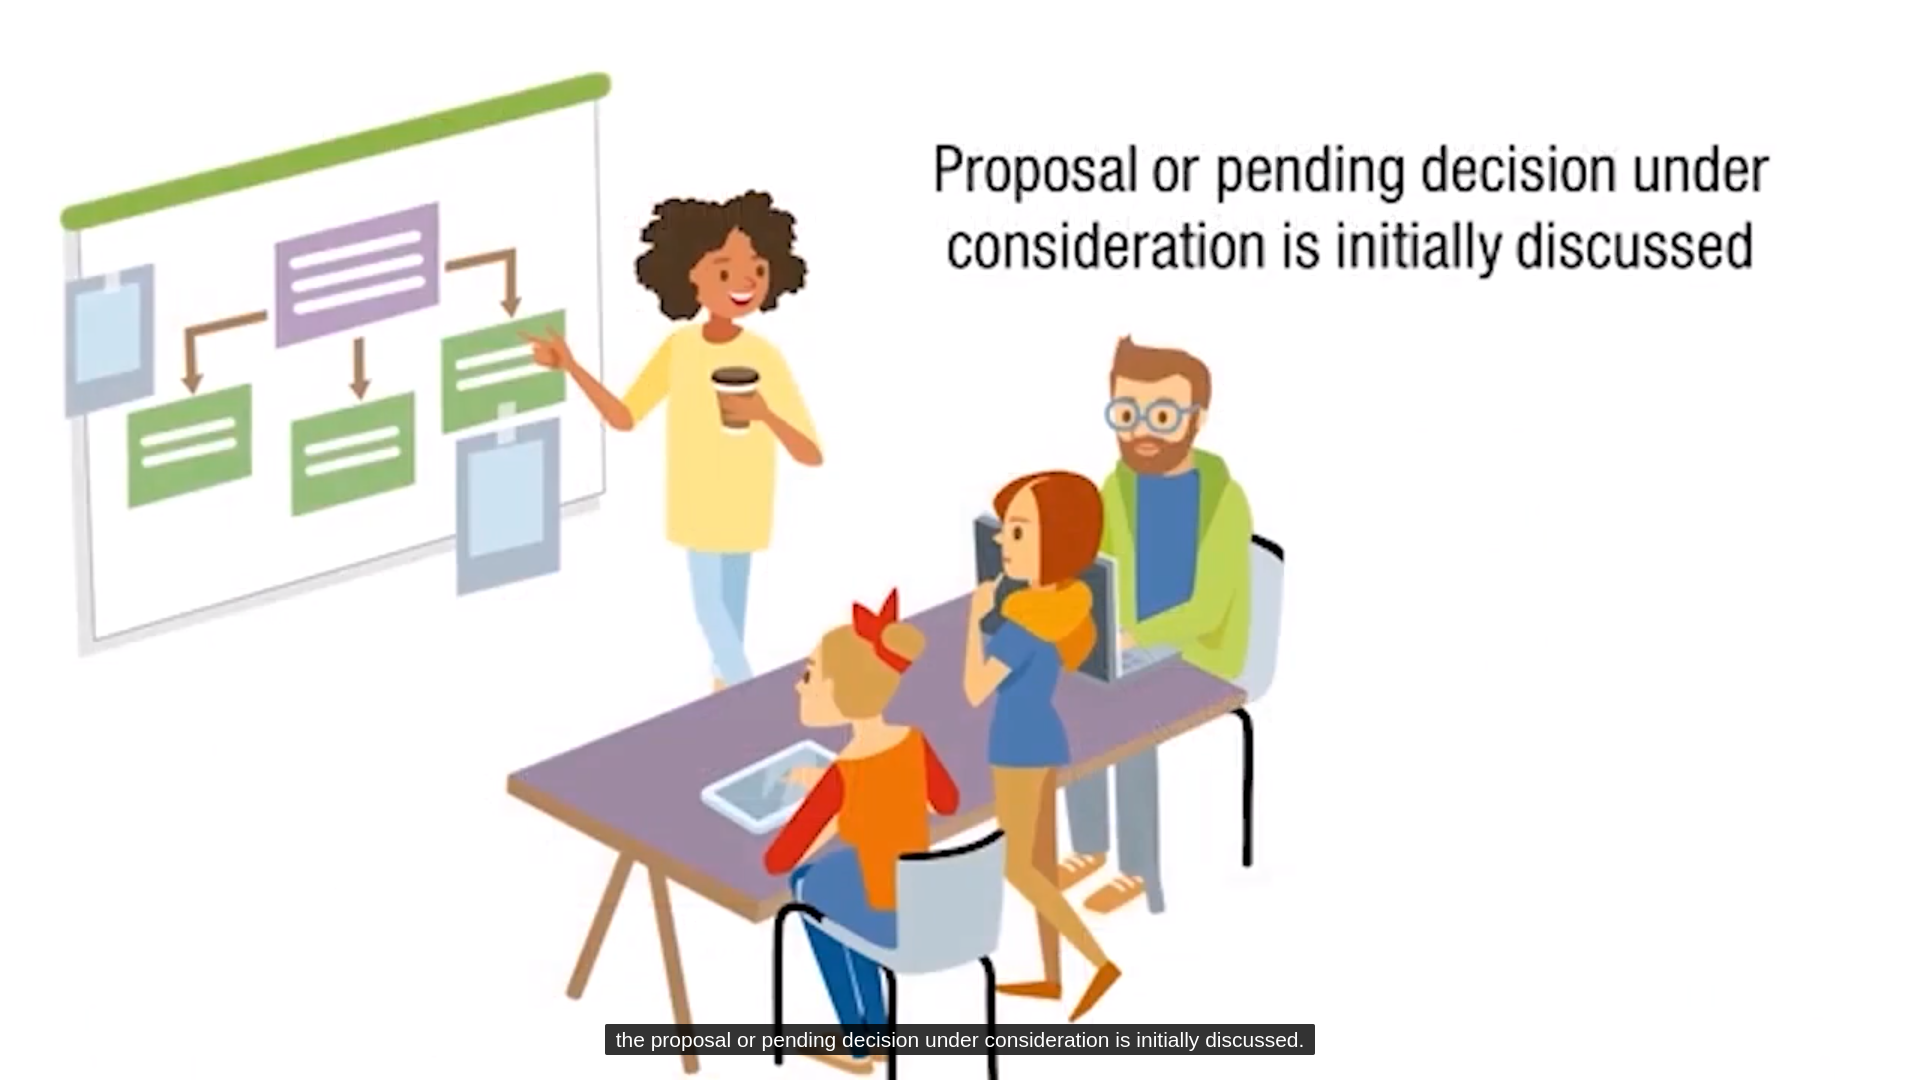 Proposal or pending decision under
consideration is initially discussed
the proposal or pending decision under consideration is initially discussed.